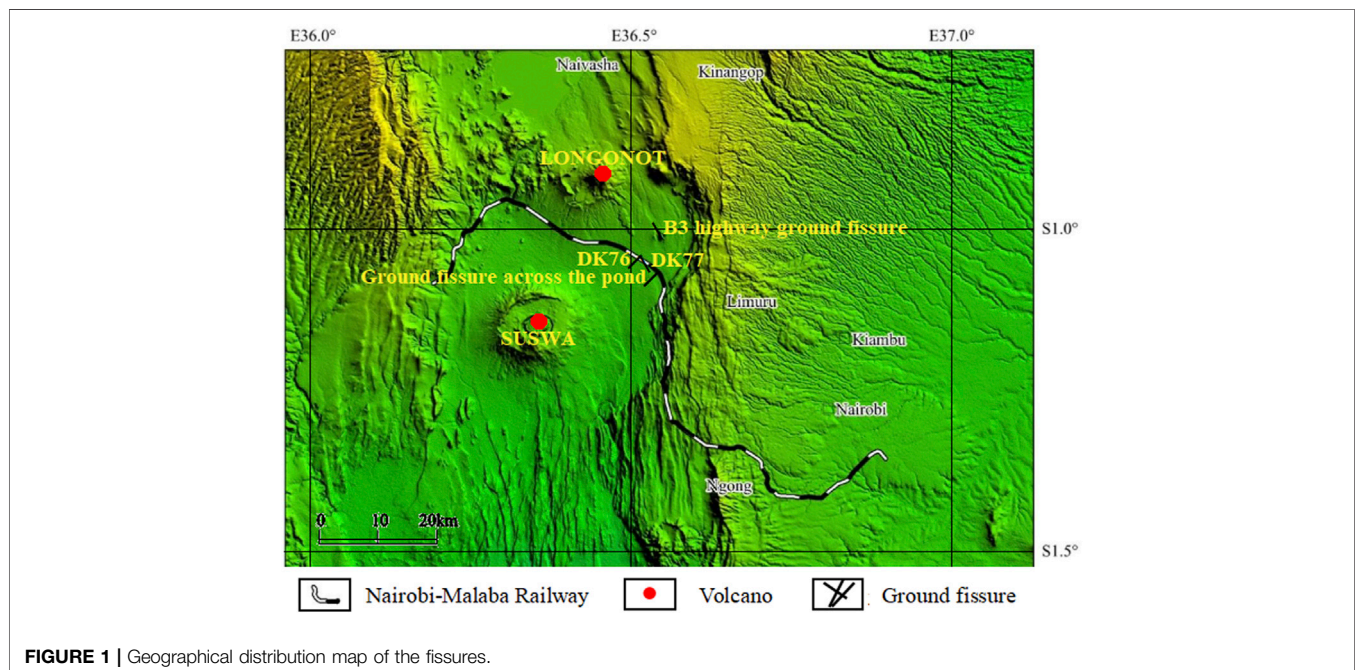 E36.0° E36.5° E37.0°
Naivasha
Kinangop
LONGONOT
B3 highway ground fissure
S1.0°
DK76 DK77
Ground fissure across the pond
Limuru
SUSWA
Kiambu
Nairobi
Ngong
0 10 20km
S1.5°
Nairobi-Malaba Railway Volcano Ground fissure
FIGURE 1 | Geographical distribution map of the fissures.